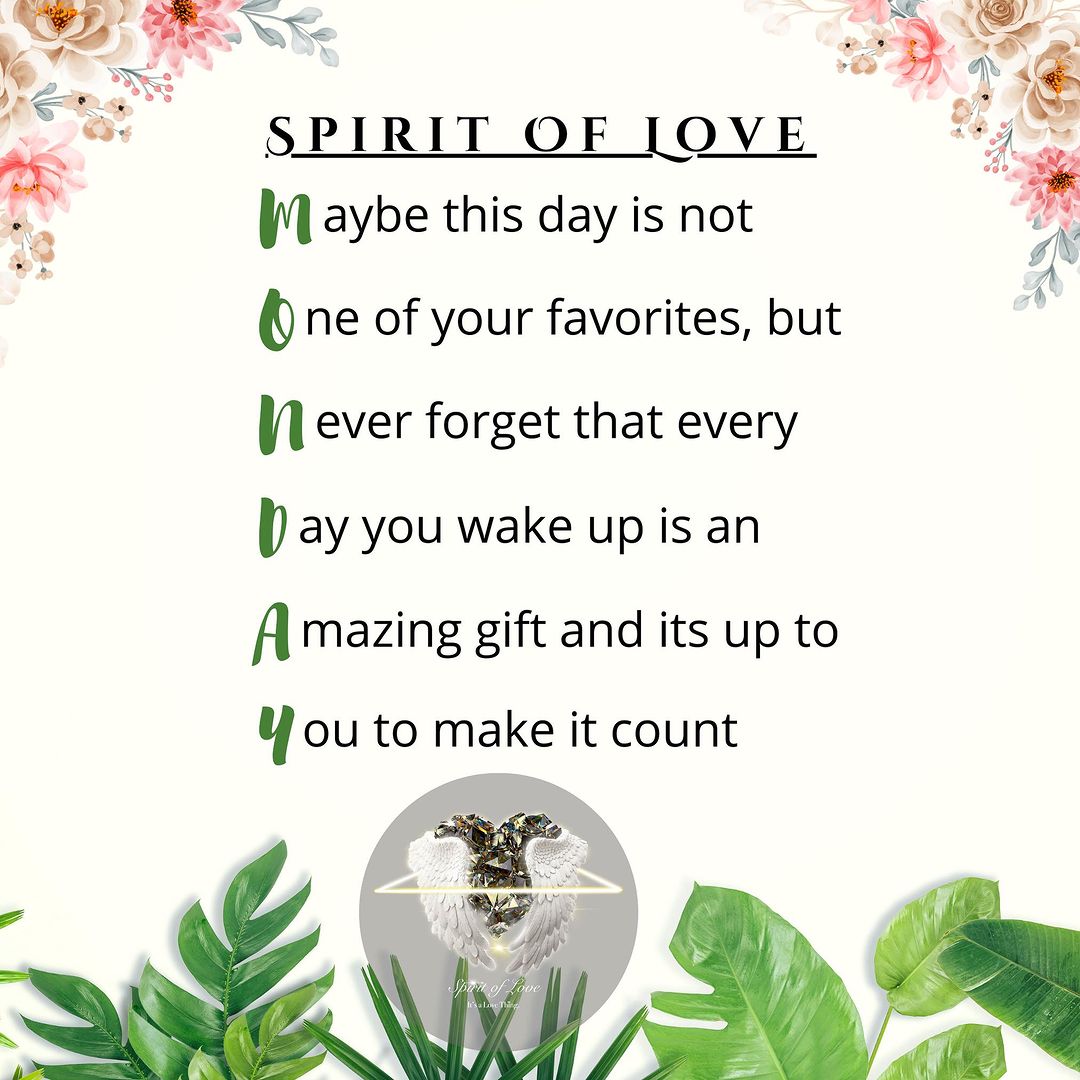 Spirit Of Love
Maybe this day is not
One of your favorites, but
Never forget that every
Day you wake up is an
Amazing gift and its up to
You to make it count
Spirit of Love
It's a Love Thing.